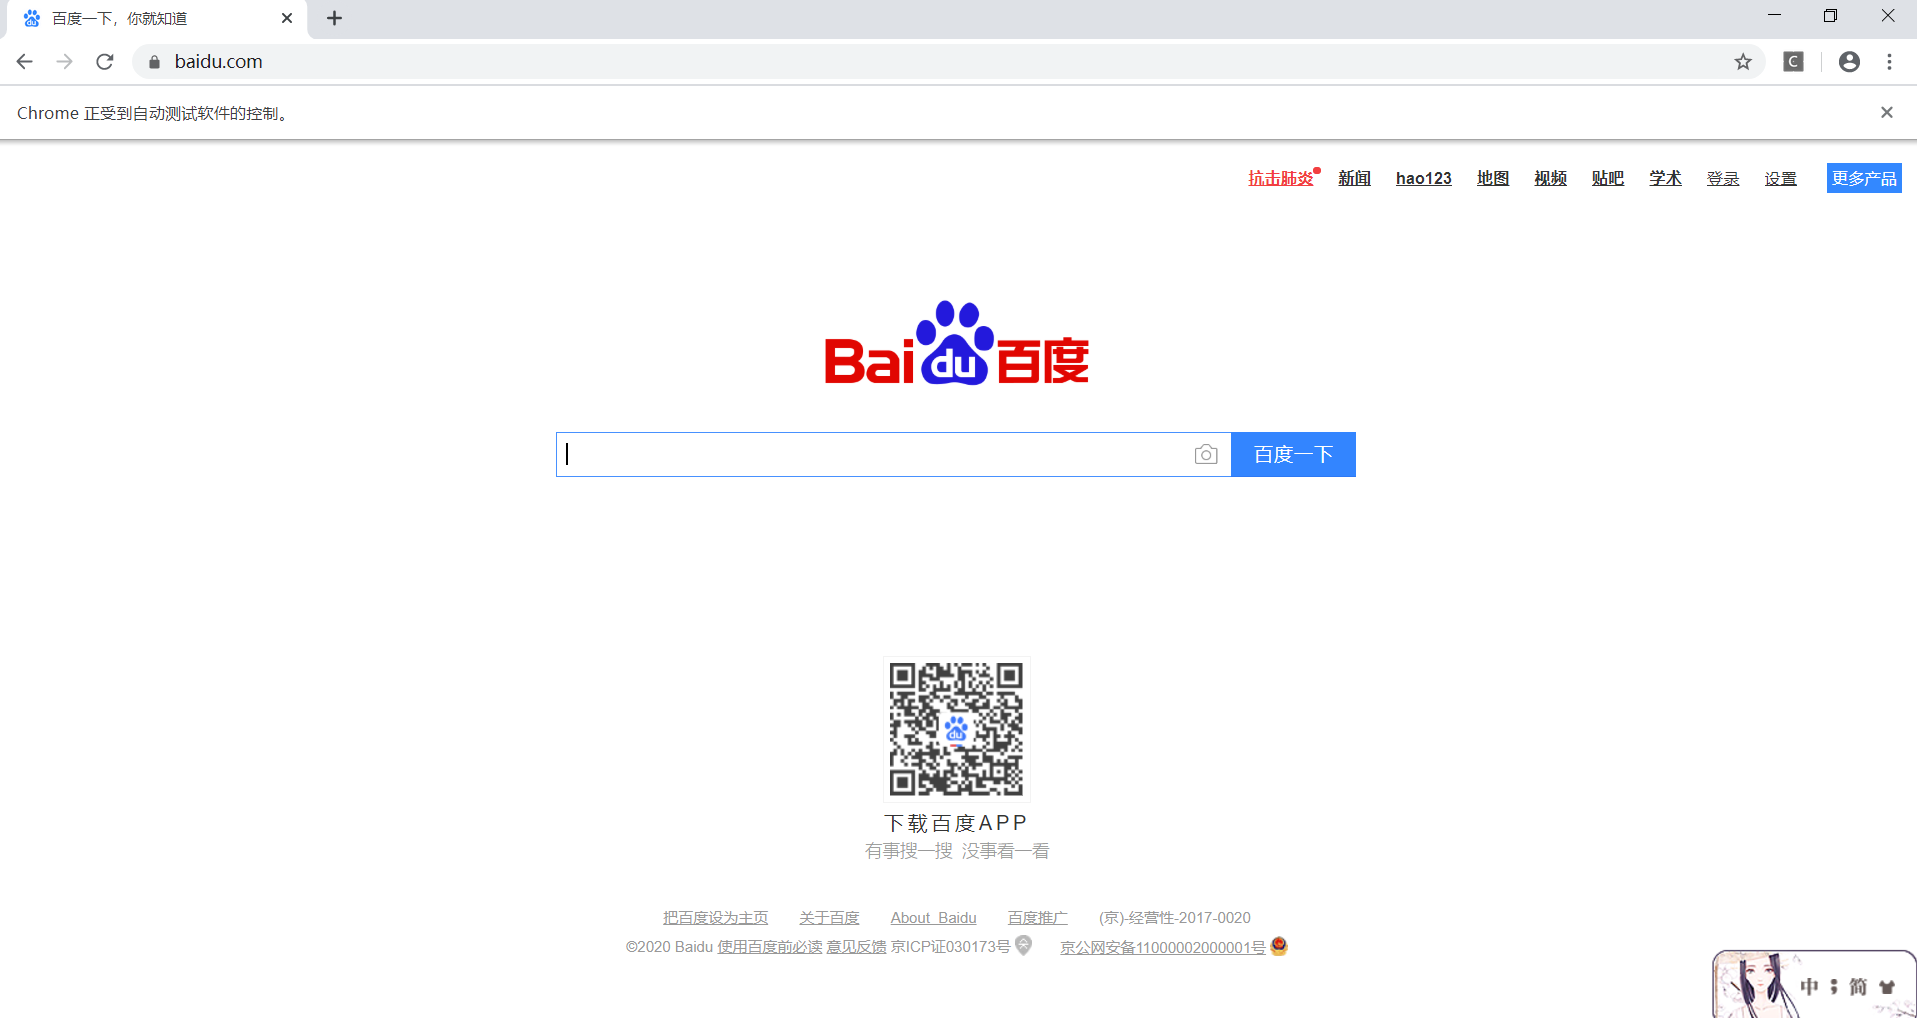 百度一下，你就知道
baidu.com
C
Chrome 正受到自动测试软件的控制。
抗击肺炎 新闻 hao123 地图 视频 贴吧 学术 登录 设置 更多产品
Baidu百度
百度一下
du
下载百度APP
有事搜一搜 没事看一看
把百度设为主页 关于百度 About Baidu 百度推广 (京)-经营性-2017-0020
©2020 Baidu 使用百度前必读 意见反馈 京ICP证030173号 京公网安备11000002000001号
中 ; 简